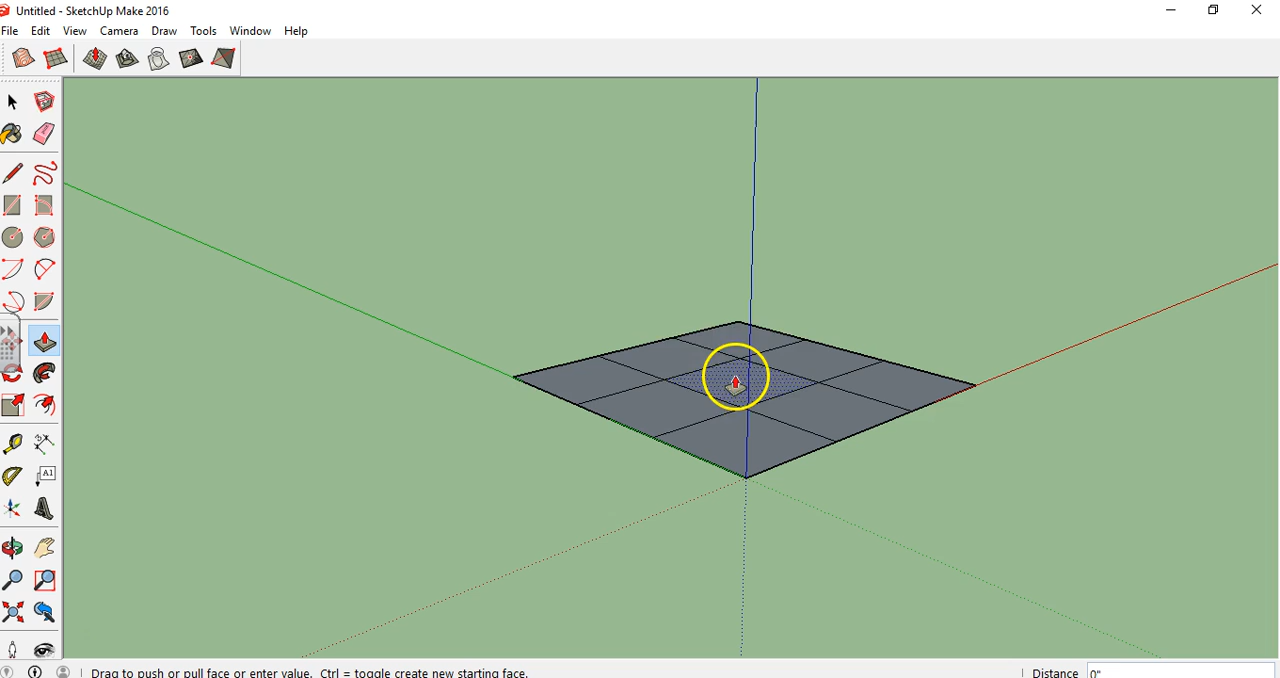 Untitled - SketchUp Make 2016
File Edit View Camera Draw Tools Window Help
A1
Drag to push or pull face or enter value. Ctrl = toggle create new starting face.
Distance 0"